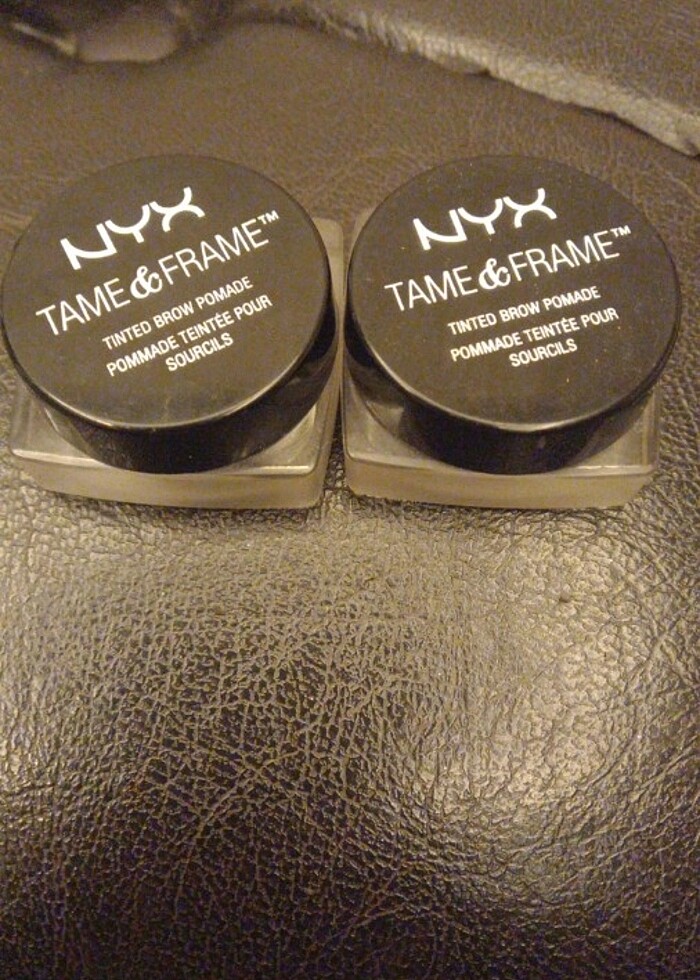 NYX
TAME & FRAME™
TINTED BROW POMADE
POMMADE TEINTÉE POUR
SOURCILS
NYX
TAME & FRAME™
TINTED BROW POMADE
POMMADE TEINTÉE POUR
SOURCILS